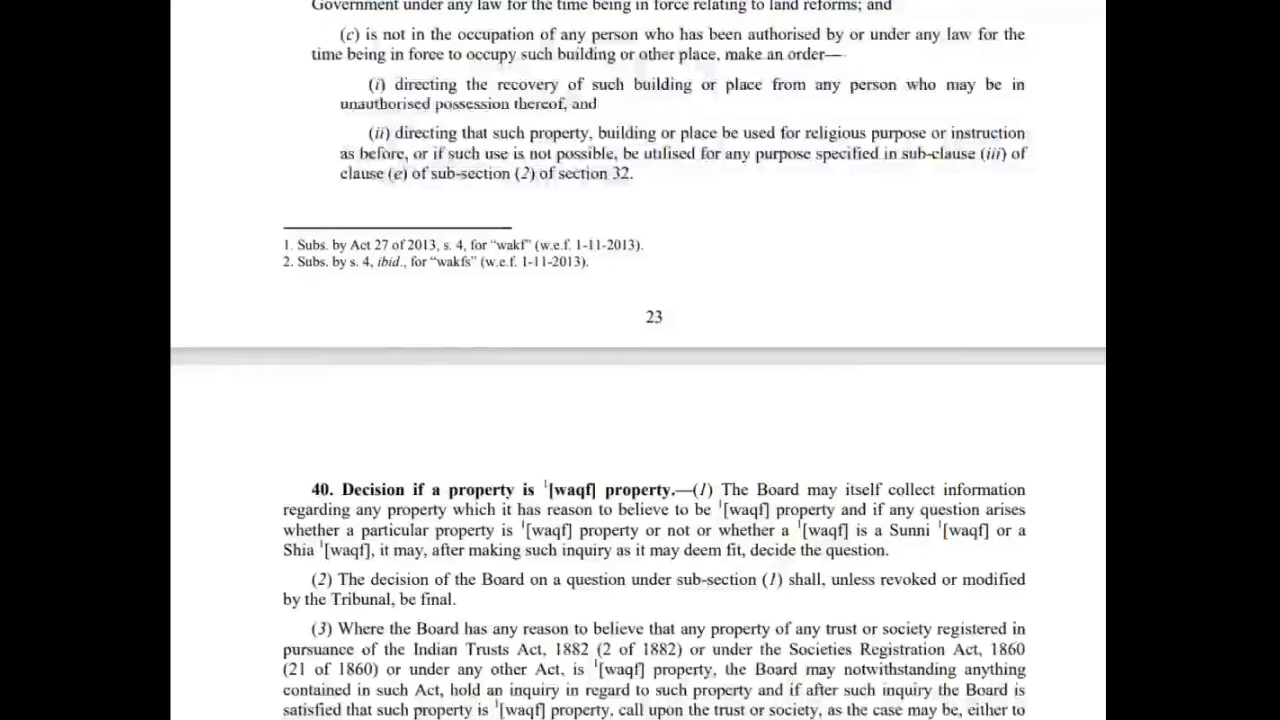 Government under any law for the time being in force relating to land reforms; and
(c) is not in the occupation of any person who has been authorised by or under any law for the
time being in force to occupy such building or other place, make an order—
(i) directing the recovery of such building or place from any person who may be in
unauthorised possession thereof, and
(ii) directing that such property, building or place be used for religious purpose or instruction
as before, or if such use is not possible, be utilised for any purpose specified in sub-clause (iii) of
clause (e) of sub-section (2) of section 32.
1. Subs. by Act 27 of 2013, s. 4, for “wakf” (w.e.f. 1-11-2013).
2. Subs. by s. 4, ibid., for “wakfs” (w.e.f. 1-11-2013).
23
40. Decision if a property is 1[waqf] property.—(1) The Board may itself collect information
regarding any property which it has reason to believe to be 1[waqf] property and if any question arises
whether a particular property is 1[waqf] property or not or whether a 1[waqf] is a Sunni 1[waqf] or a
Shia 1[waqf], it may, after making such inquiry as it may deem fit, decide the question.
(2) The decision of the Board on a question under sub-section (1) shall, unless revoked or modified
by the Tribunal, be final.
(3) Where the Board has any reason to believe that any property of any trust or society registered in
pursuance of the Indian Trusts Act, 1882 (2 of 1882) or under the Societies Registration Act, 1860
(21 of 1860) or under any other Act, is 1[waqf] property, the Board may notwithstanding anything
contained in such Act, hold an inquiry in regard to such property and if after such inquiry the Board is
satisfied that such property is 1[waqf] property, call upon the trust or society, as the case may be, either to